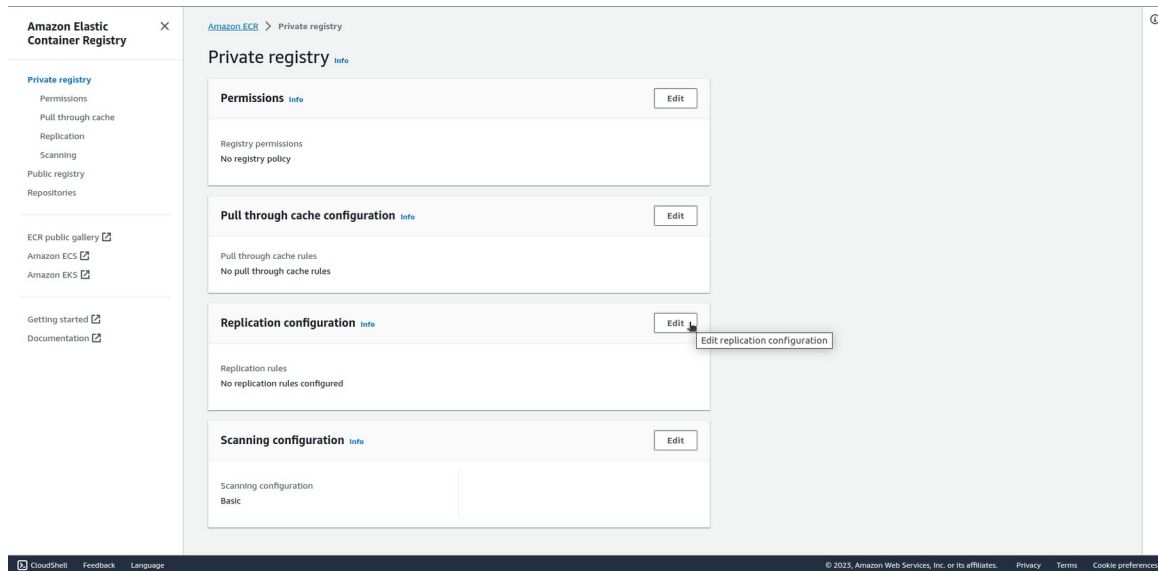 Amazon Elastic
Container Registry
Private registry
Permissions
Pull through cache
Replication
Scanning
Public registry
Repositories
ECR public gallery
Amazon ECS
Amazon EKS
Getting started
Documentation
Amazon ECR > Private registry
Private registry Info
Permissions Info
Edit
Registry permissions
No registry policy
Pull through cache configuration Info
Edit
Pull through cache rules
No pull through cache rules
Replication configuration Info
Edit
Edit replication configuration
Replication rules
No replication rules configured
Scanning configuration Info
Edit
Scanning configuration
Basic
CloudShell Feedback Language
© 2023, Amazon Web Services, Inc. or its affiliates. Privacy Terms Cookie preferences